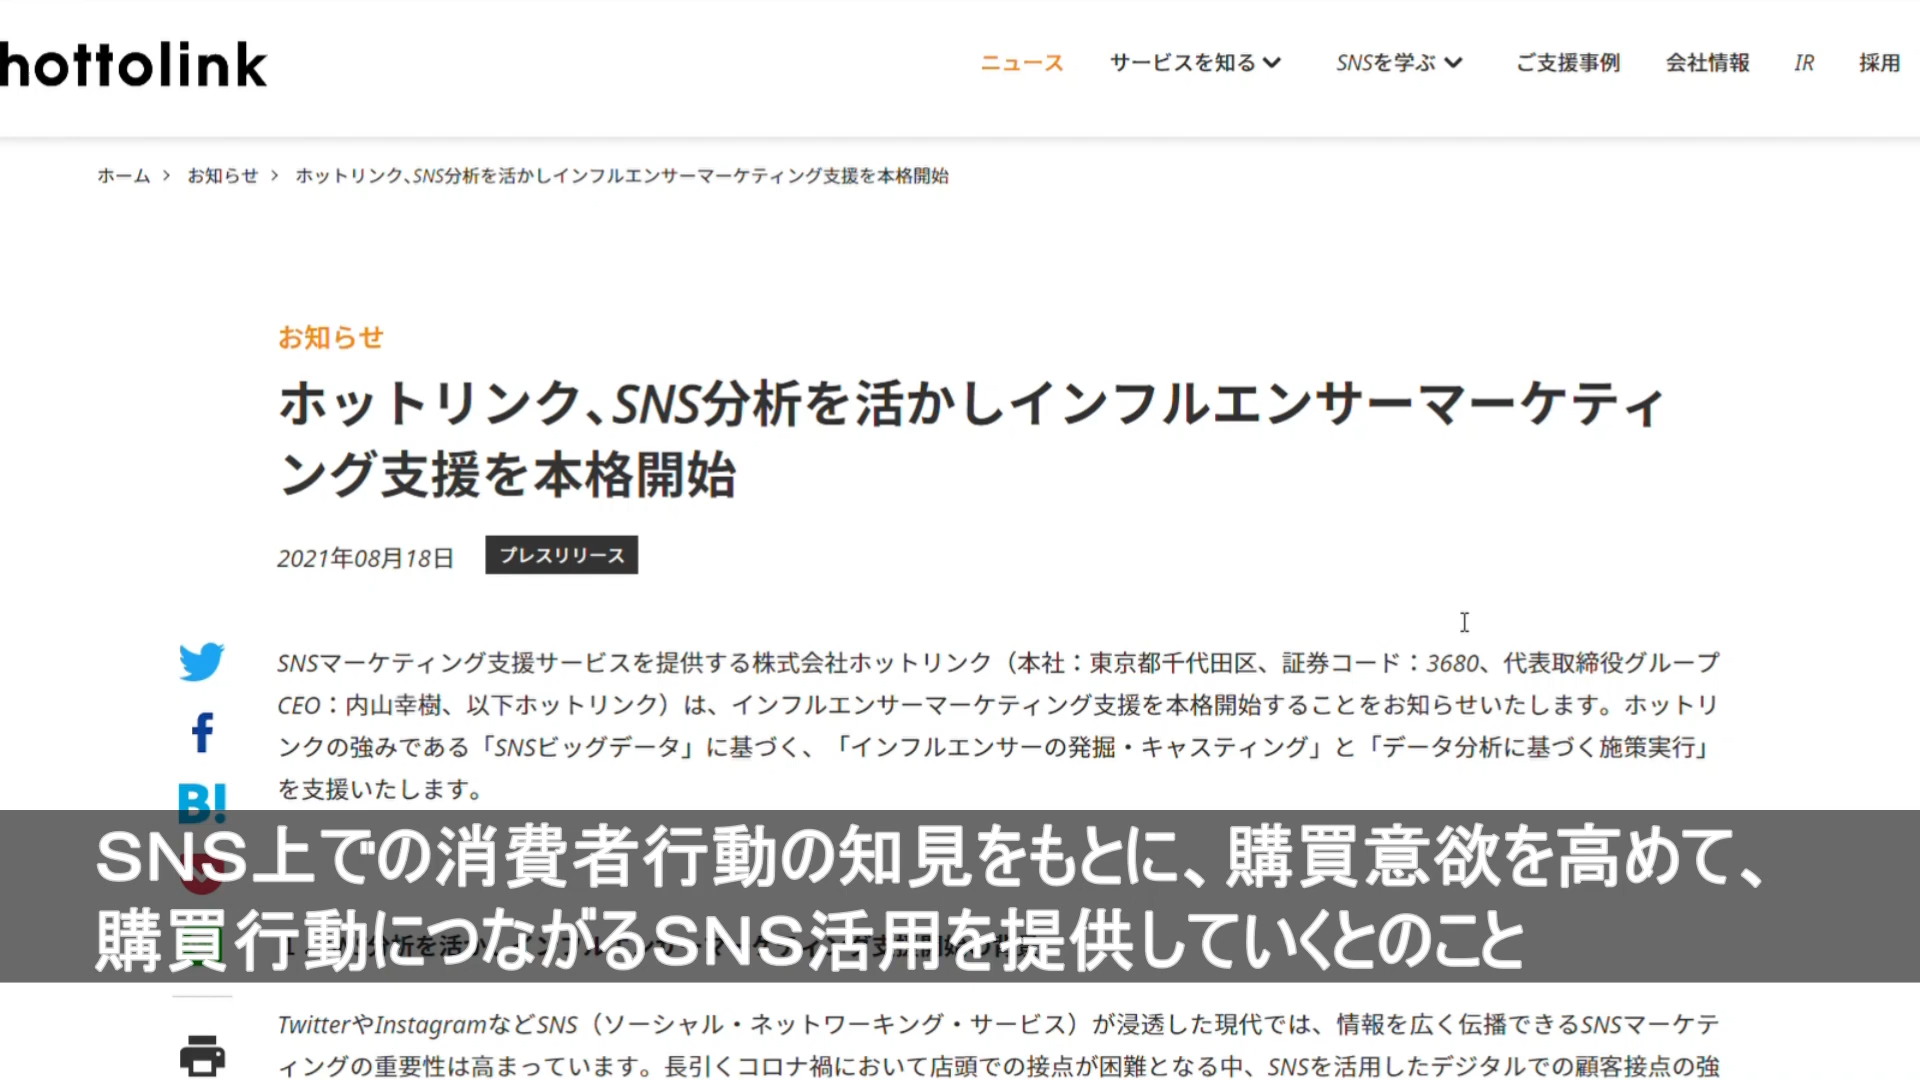 hottolink
ニュース サービスを知る SNSを学ぶ ご支援事例 会社情報 IR 採用
ホーム > お知らせ > ホットリンク、SNS分析を活かしインフルエンサーマーケティング支援を本格開始
お知らせ
ホットリンク、SNS分析を活かしインフルエンサーマーケティ
ング支援を本格開始
2021年08月18日 プレスリリース
SNSマーケティング支援サービスを提供する株式会社ホットリンク（本社：東京都千代田区、証券コード：3680、代表取締役グループ
CEO：内山幸樹、以下ホットリンク）は、インフルエンサーマーケティング支援を本格開始することをお知らせいたします。ホットリ
ンクの強みである「SNSビッグデータ」に基づく、「インフルエンサーの発掘・キャスティング」と「データ分析に基づく施策実行」
を支援いたします。
B!
SNS上での消費者行動の知見をもとに、購買意欲を高めて、
購買行動につながるSNS活用を提供していくとのこと
TwitterやInstagramなどSNS（ソーシャル・ネットワーキング・サービス）が浸透した現代では、情報を広く伝播できるSNSマーケテ
ィングの重要性は高まっています。長引くコロナ禍において店頭での接点が困難となる中、SNSを活用したデジタルでの顧客接点の強